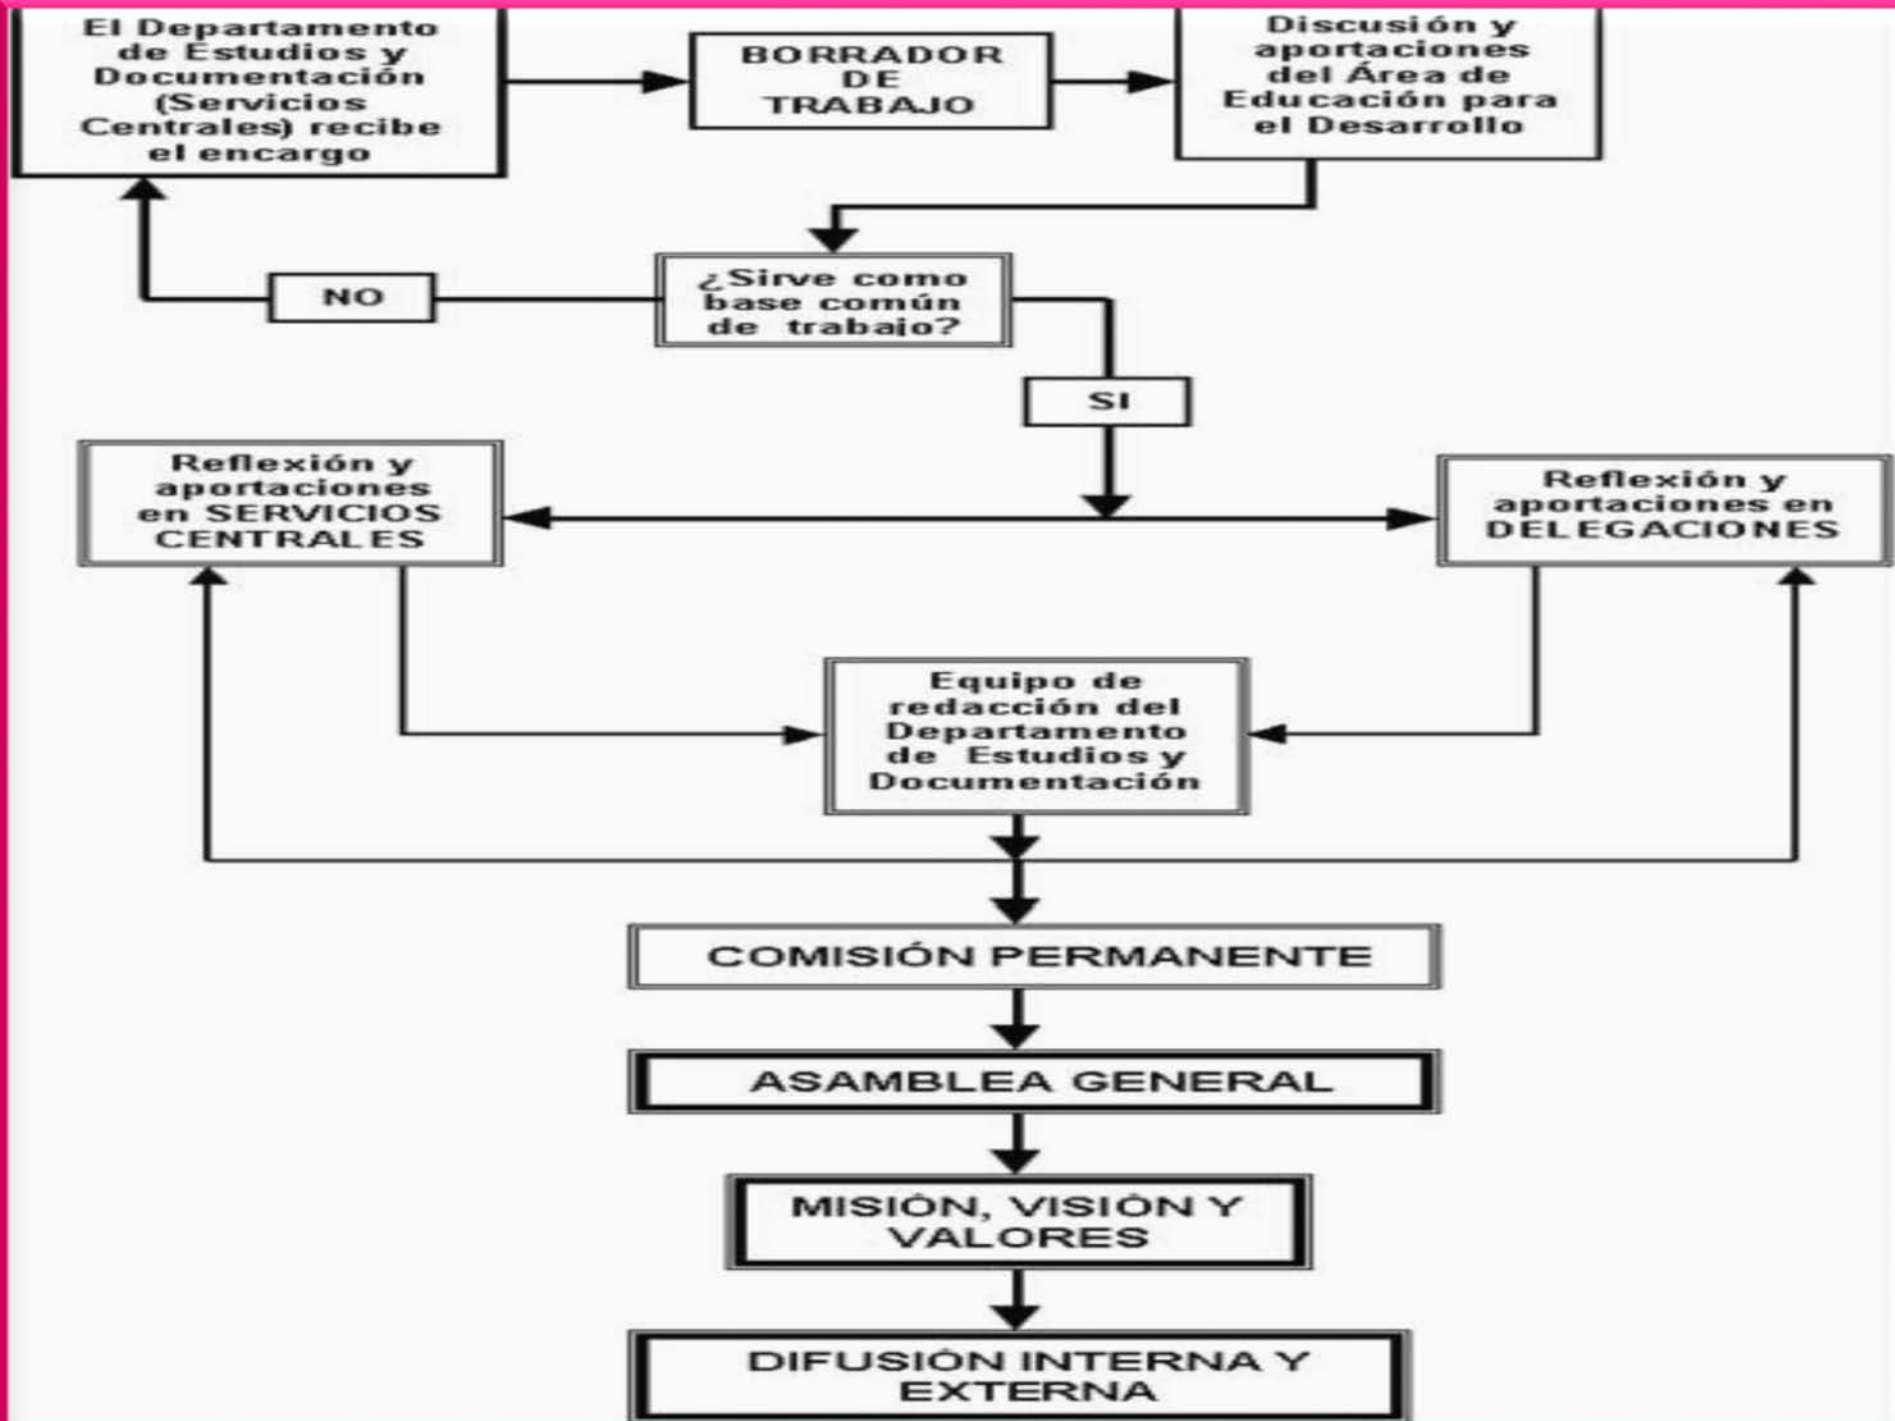 El Departamento
de Estudios y
Documentación
(Servicios
Centrales) recibe
el encargo
BORRADOR
DE
TRABAJO
Discusión y
aportaciones
del Área de
Educación para
el Desarrollo
¿Sirve como
base común
de trabajo?
NO
SI
Reflexión y
aportaciones
en SERVICIOS
CENTRALES
Reflexión y
aportaciones en
DELEGACIONES
Equipo de
redacción del
Departamento
de Estudios y
Documentación
COMISIÓN PERMANENTE
ASAMBLEA GENERAL
MISIÓN, VISIÓN Y
VALORES
DIFUSIÓN INTERNA Y
EXTERNA